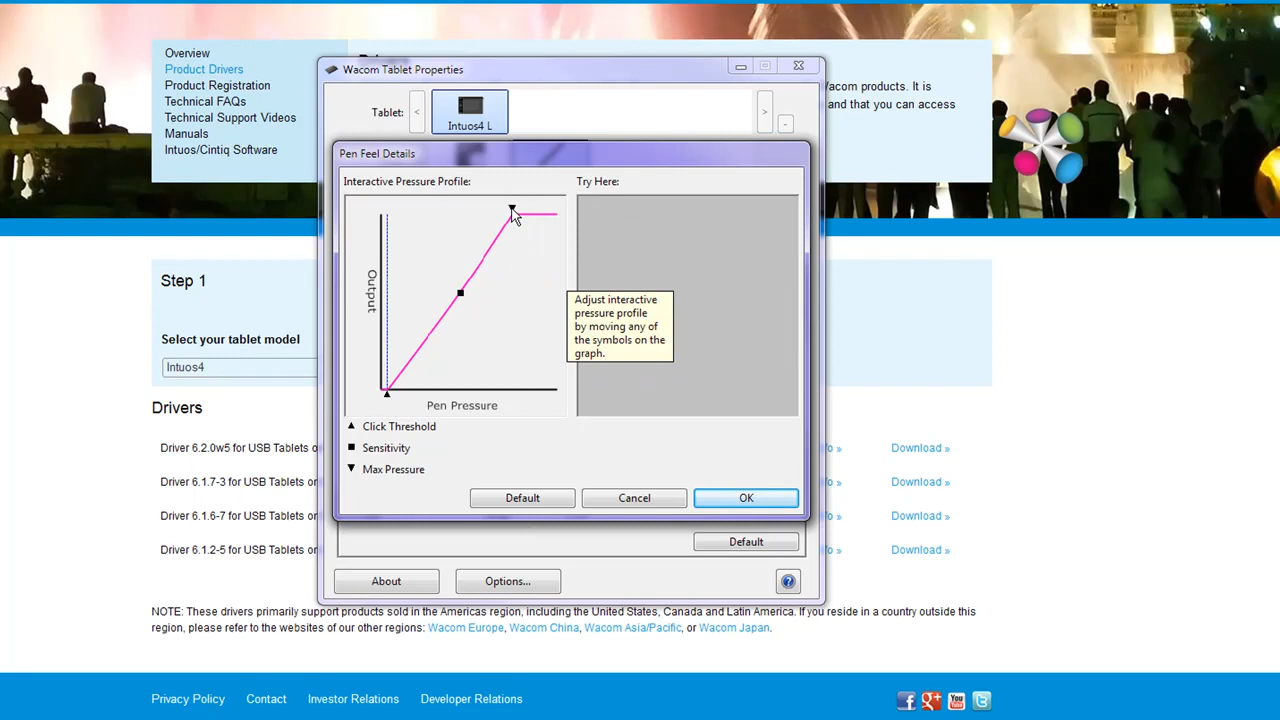 Overview
Product Drivers
Product Registration
Technical FAQs
Technical Support Videos
Manuals
Intuos/Cintiq Software
Wacom products. It is
and that you can access
Wacom Tablet Properties
Tablet:
<
Intuos4 L
>
-
Pen Feel Details
Interactive Pressure Profile:
Try Here:
Output
Pen Pressure
Adjust interactive
pressure profile
by moving any of
the symbols on the
graph.
Click Threshold
Sensitivity
Max Pressure
Default
Cancel
OK
Default
About
Options...
?
Step 1
Select your tablet model
Intuos4
Drivers
Driver 6.2.0w5 for USB Tablets
Download »
Driver 6.1.7-3 for USB Tablets
Download »
Driver 6.1.6-7 for USB Tablets
Download »
Driver 6.1.2-5 for USB Tablets
Download »
NOTE: These drivers primarily support products sold in the Americas region, including the United States, Canada and Latin America. If you reside in a country outside this
region, please refer to the websites of our other regions: Wacom Europe, Wacom China, Wacom Asia/Pacific, or Wacom Japan.
Privacy Policy
Contact
Investor Relations
Developer Relations